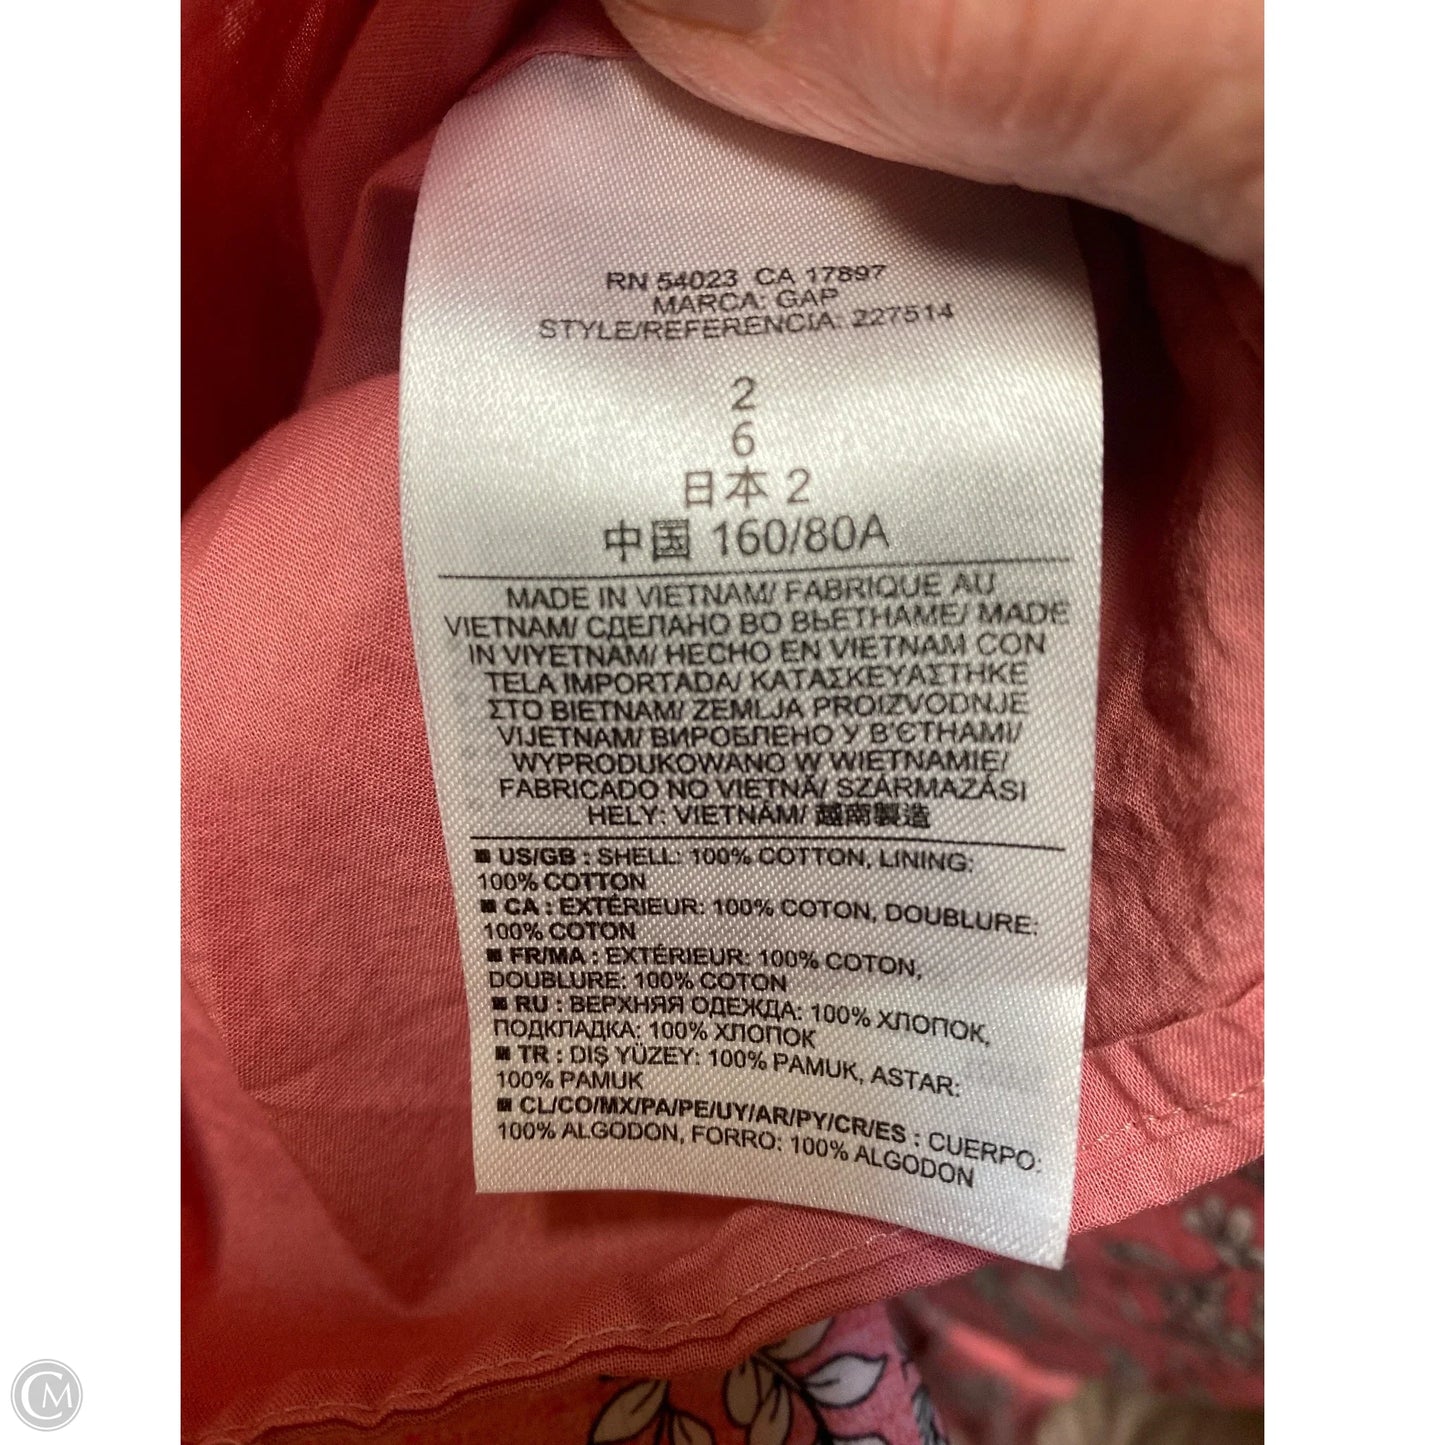 RN 54023 CA 17897
MARCA: GAP
STYLE/REFERENCIA: 227514
2
6
日本 2
中国 160/80A
MADE IN VIETNAM/ FABRIQUE AU
VIETNAM/ СДЕЛАНО ВО ВЬЕТНАМЕ/ MADE
IN VIYETNAM/ HECHO EN VIETNAM CON
TELA IMPORTADA/ ΚΑΤΑΣΚΕΥΑΣΤΗΚΕ
ΣΤΟ ΒΙΕΤΝΑΜ/ ZEMLJA PROIZVODNJE
VIJETNAM/ ВИРОБЛЕНО У В'ЄТНАМІ/
WYPRODUKOWANO W WIETNAMIE/
FABRICADO NO VIETNÃ/ SZÁRMAZÁSI
HELY: VIETNÁM/ 越南製造
■ US/GB : SHELL: 100% COTTON, LINING:
100% COTTON
■ CA : EXTÉRIEUR: 100% COTON, DOUBLURE:
100% COTON
■ FR/MA : EXTÉRIEUR: 100% COTON,
DOUBLURE: 100% COTON
■ RU : ВЕРХНЯЯ ОДЕЖДА: 100% ХЛОПОК,
ПОДКЛАДКА: 100% ХЛОПОК
■ TR : DIŞ YÜZEY: 100% PAMUK, ASTAR:
100% PAMUK
■ CL/CO/MX/PA/PE/UY/AR/PY/CR/ES : CUERPO:
100% ALGODON, FORRO: 100% ALGODON
CM